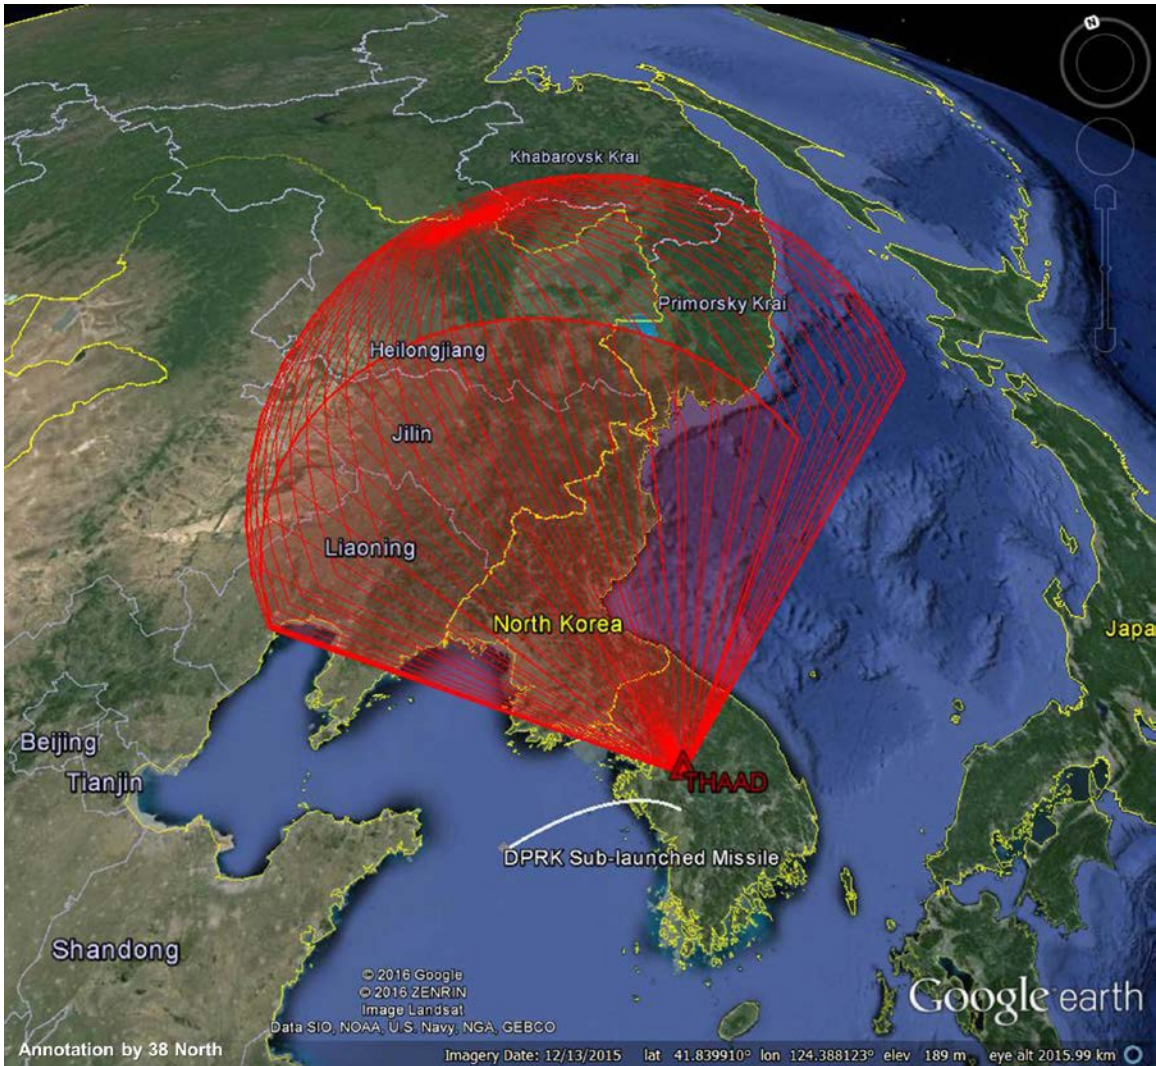 N
Khabarovsk Krai
Primorsky Krai
Heilongjiang
Jilin
Liaoning
North Korea
Japa
Beijing
Tianjin
THAAD
DPRK Sub-launched Missile
Shandong
© 2016 Google
© 2016 ZENRIN
Image Landsat
Data SIO, NOAA, U.S. Navy, NGA, GEBCO
Google earth
Annotation by 38 North
Imagery Date: 12/13/2015 lat 41.839910° lon 124.388123° elev 189 m eye alt 2015.99 km